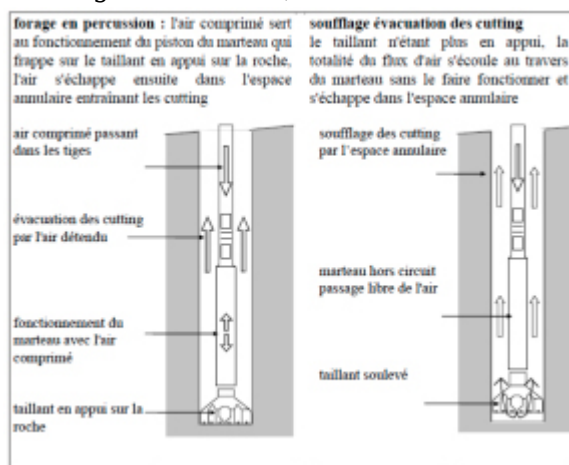 forage en percussion : l'air comprimé sert
au fonctionnement du piston du marteau qui
frappe sur le taillant en appui sur la roche,
l'air s'échappe ensuite dans l'espace
annulaire entraînant les cutting
air comprimé passant
dans les tiges
évacuation des cutting
par l'air détendu
fonctionnement du
marteau avec l'air
comprimé
taillant en appui sur la
roche
soufflage évacuation des cutting
le taillant n'étant plus en appui, la
totalité du flux d'air s'écoule au travers
du marteau sans le faire fonctionner et
s'échappe dans l'espace annulaire
soufflage des cutting
par l'espace annulaire
marteau hors circuit
passage libre de l'air
taillant soulevé